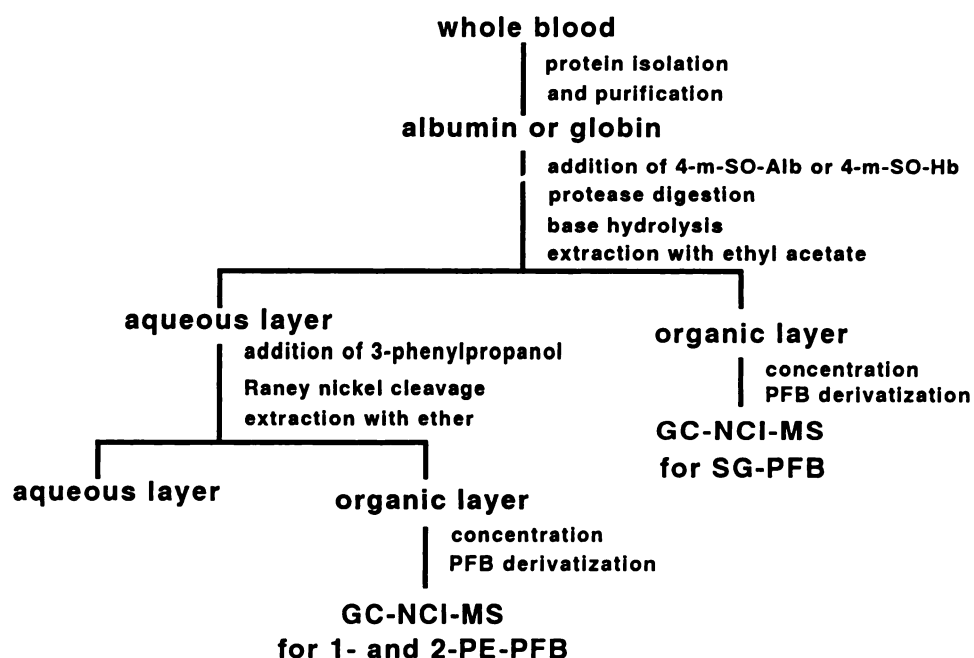 whole blood
protein isolation
and purification
albumin or globin
addition of 4-m-SO-Alb or 4-m-SO-Hb
protease digestion
base hydrolysis
extraction with ethyl acetate
aqueous layer
addition of 3-phenylpropanol
Raney nickel cleavage
extraction with ether
organic layer
concentration
PFB derivatization
GC-NCI-MS
for SG-PFB
aqueous layer
organic layer
concentration
PFB derivatization
GC-NCI-MS
for 1- and 2-PE-PFB